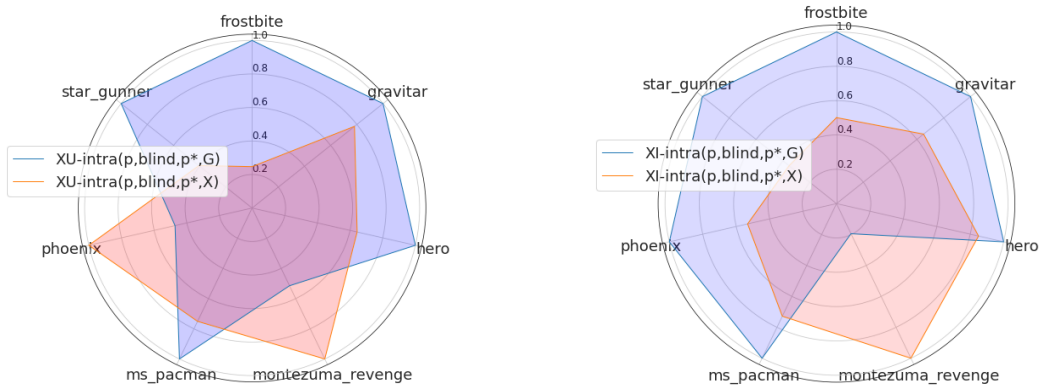 frostbite
1.0
star_gunner
0.8
gravitar
0.6
0.4
XU-intra(p,blind,p*,G)
XU-intra(p,blind,p*,X)
0.2
phoenix
hero
ms_pacman
montezuma_revenge
frostbite
1.0
star_gunner
0.8
gravitar
0.6
0.4
XI-intra(p,blind,p*,G)
XI-intra(p,blind,p*,X)
0.2
phoenix
hero
ms_pacman
montezuma_revenge